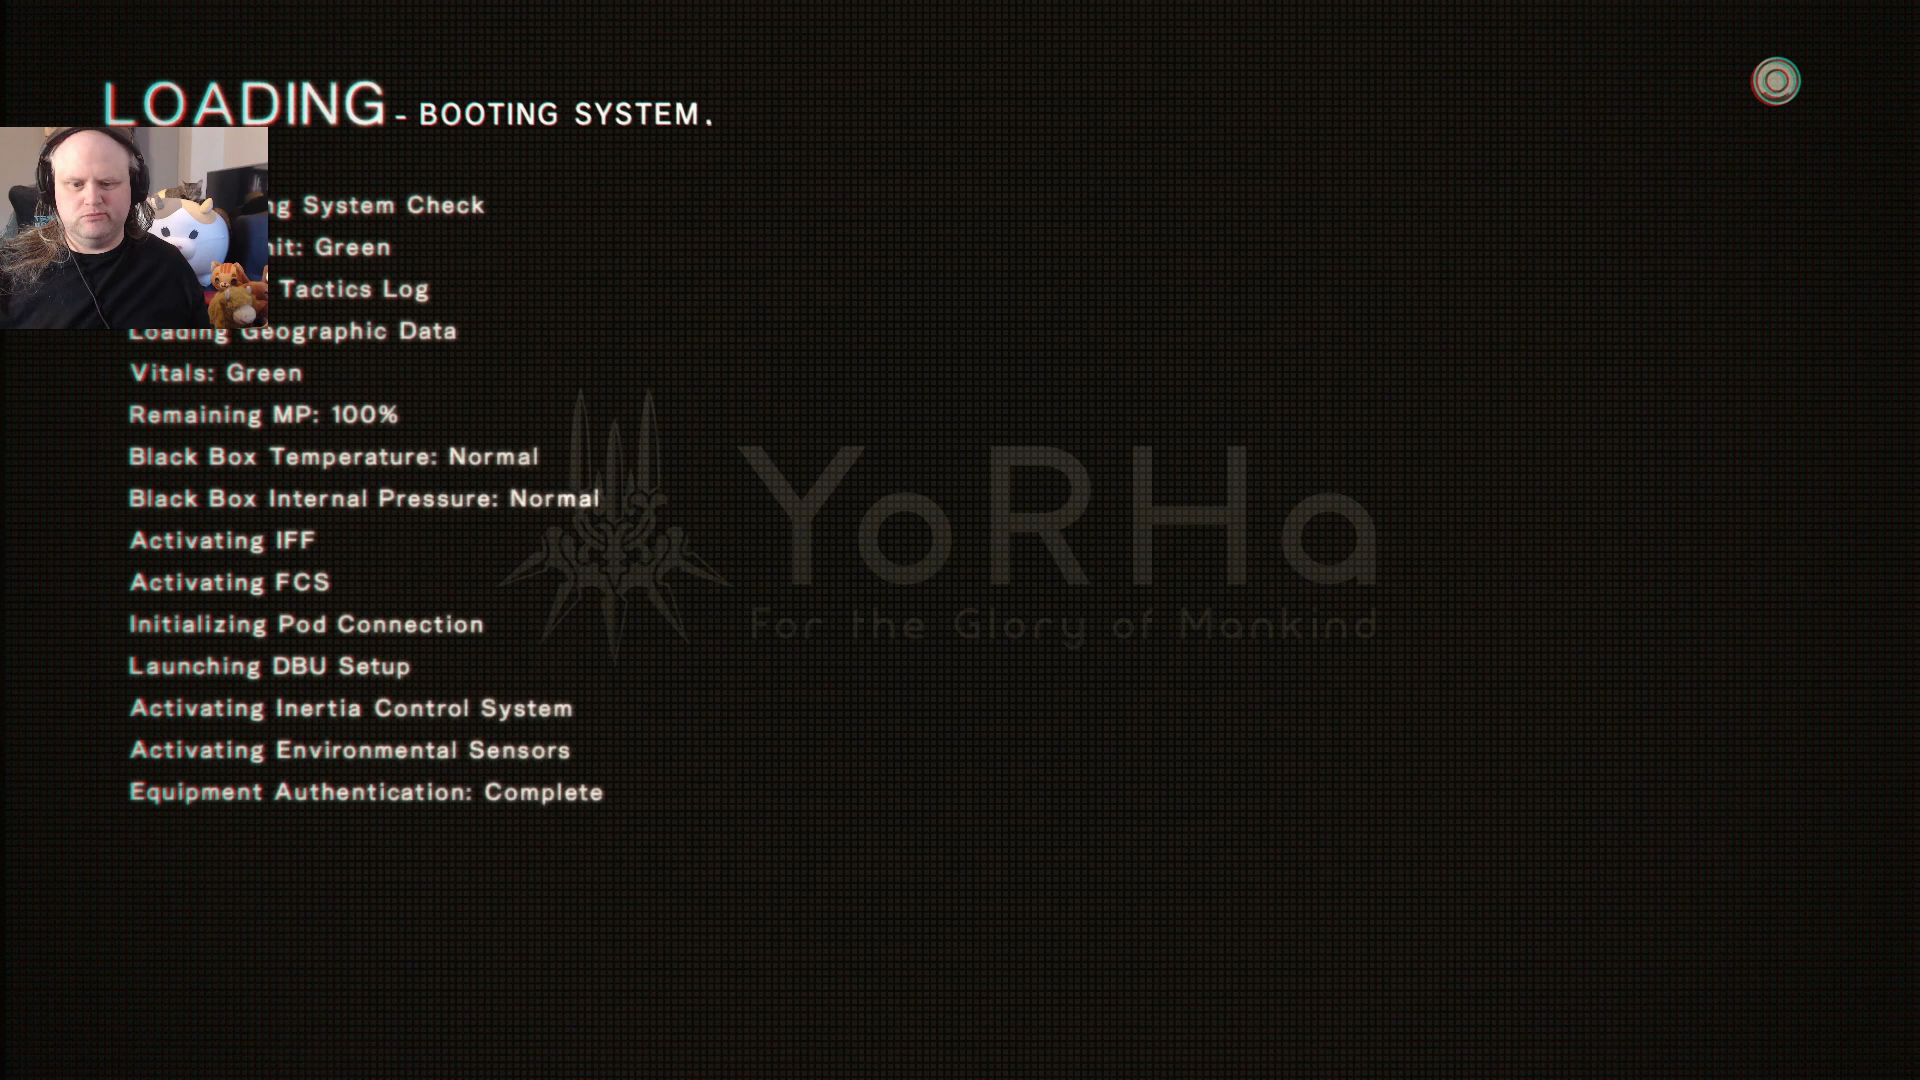 LOADING - BOOTING SYSTEM.
System Check
Green
Tactics Log
Loading Geographic Data
Vitals: Green
Remaining MP: 100%
Black Box Temperature: Normal
Black Box Internal Pressure: Normal
Activating IFF
Activating FCS
Initializing Pod Connection
Launching DBU Setup
Activating Inertia Control System
Activating Environmental Sensors
Equipment Authentication: Complete
YoRHa
For the Glory of Mankind